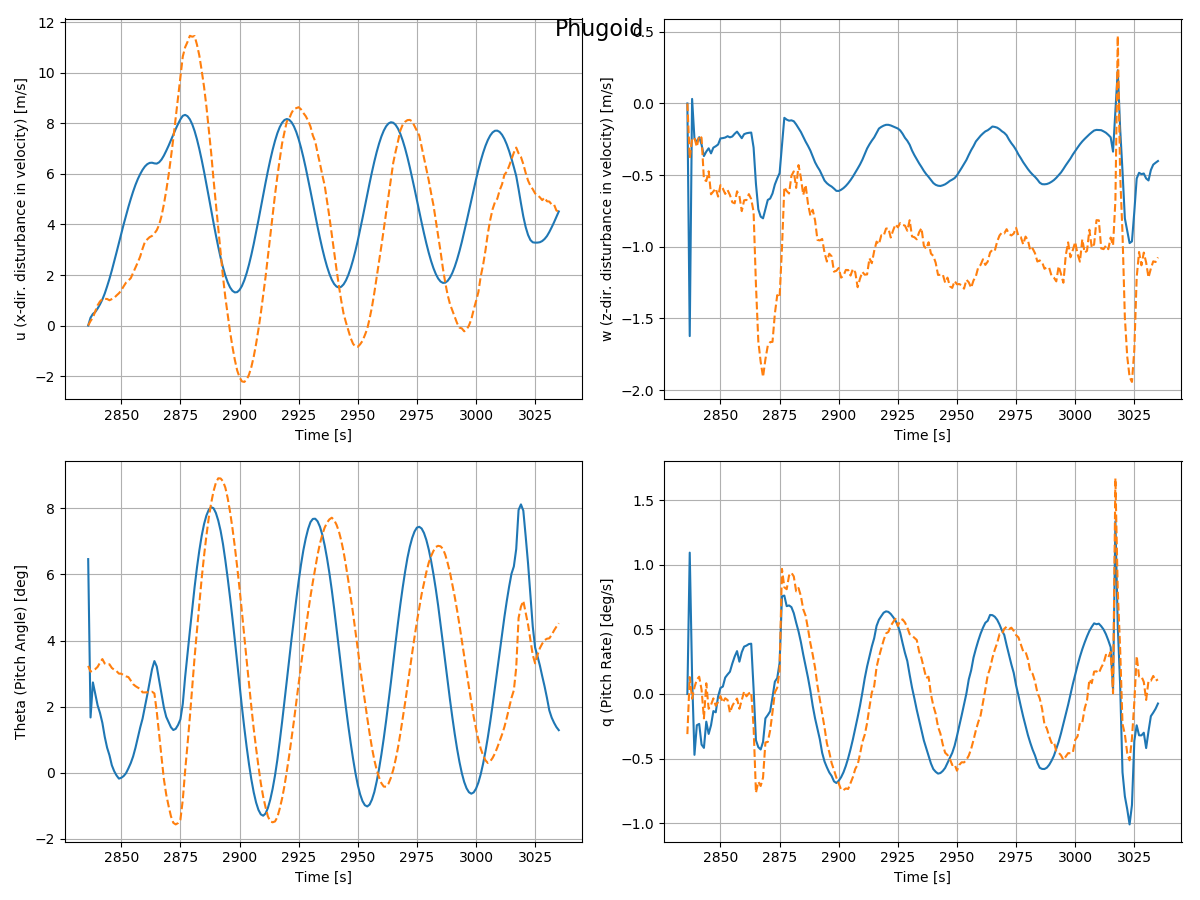 Phugoid
12
10
8
6
4
2
0
−2
u (x-dir. disturbance in velocity) [m/s]
2850 2875 2900 2925 2950 2975 3000 3025
Time [s]
0.5
0.0
−0.5
−1.0
−1.5
−2.0
w (z-dir. disturbance in velocity) [m/s]
2850 2875 2900 2925 2950 2975 3000 3025
Time [s]
8
6
4
2
0
−2
Theta (Pitch Angle) [deg]
2850 2875 2900 2925 2950 2975 3000 3025
Time [s]
1.5
1.0
0.5
0.0
−0.5
−1.0
q (Pitch Rate) [deg/s]
2850 2875 2900 2925 2950 2975 3000 3025
Time [s]